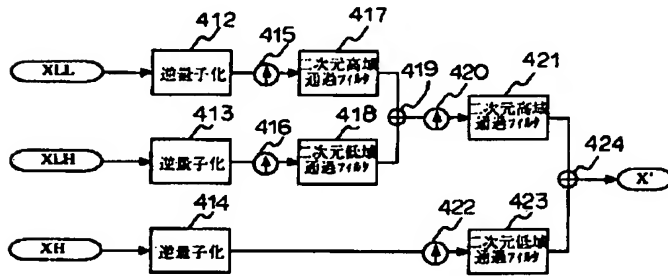 412
415
417
XLL
逆量子化
二次元高域
通過フィルタ
419
420
421
二次元高域
通過フィルタ
413
416
418
XLH
逆量子化
二次元低域
通過フィルタ
424
X'
414
422
423
XH
逆量子化
二次元低域
通過フィルタ